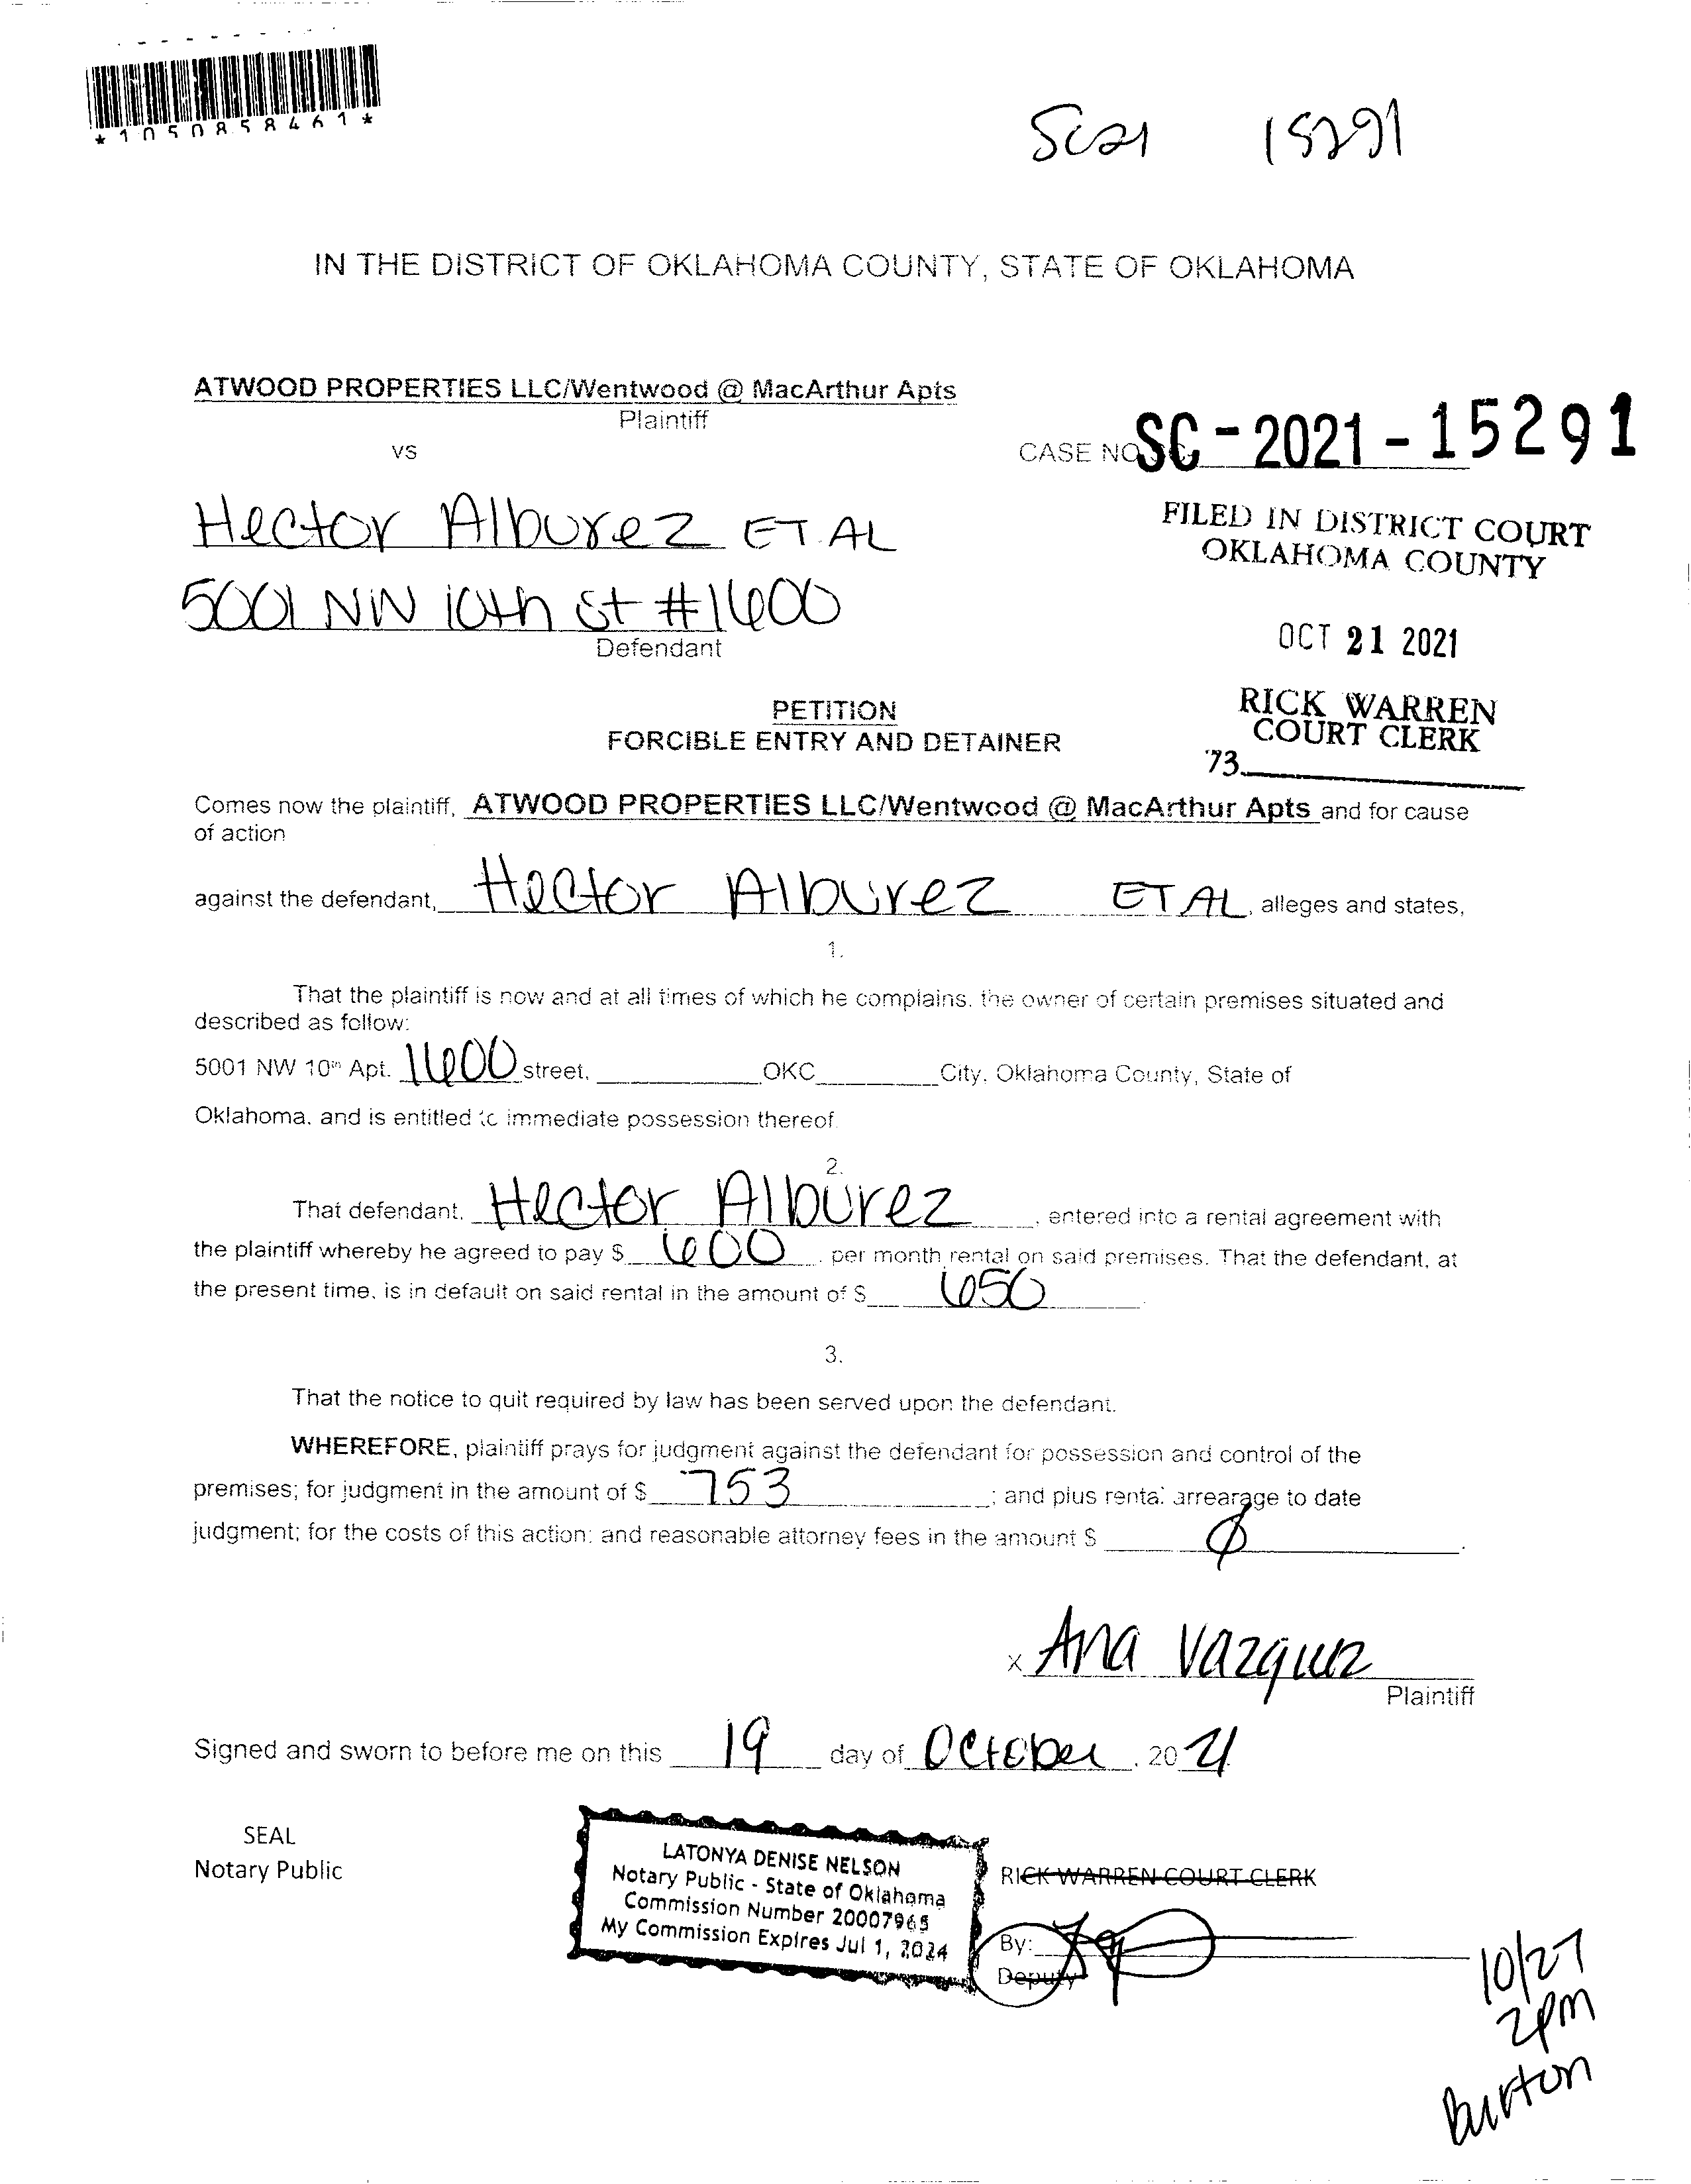 *1050858461*
SC21 15291
IN THE DISTRICT OF OKLAHOMA COUNTY, STATE OF OKLAHOMA
ATWOOD PROPERTIES LLC/Wentwood @ MacArthur Apts
Plaintiff
vs
CASE NO SC-2021-15291
Hector Alburez ET AL
5001 NW 10th St #1600
Defendant
FILED IN DISTRICT COURT
OKLAHOMA COUNTY
OCT 21 2021
RICK WARREN
COURT CLERK
73
PETITION
FORCIBLE ENTRY AND DETAINER
Comes now the plaintiff, ATWOOD PROPERTIES LLC/Wentwood @ MacArthur Apts and for cause
of action
against the defendant, Hector Alburez ET AL, alleges and states,
1.
That the plaintiff is now and at all times of which he complains, the owner of certain premises situated and
described as follow:
5001 NW 10th Apt. 1600 street, OKC City, Oklahoma County, State of
Oklahoma, and is entitled to immediate possession thereof.
2.
That defendant, Hector Alburez, entered into a rental agreement with
the plaintiff whereby he agreed to pay $ 600, per month rental on said premises. That the defendant, at
the present time, is in default on said rental in the amount of $ 650
3.
That the notice to quit required by law has been served upon the defendant.
WHEREFORE, plaintiff prays for judgment against the defendant for possession and control of the
premises; for judgment in the amount of $ 753; and plus rental arrearage to date
judgment; for the costs of this action; and reasonable attorney fees in the amount $ Ø.
x Ana Vazquez
Plaintiff
Signed and sworn to before me on this 19 day of October, 2021
SEAL
Notary Public
LATONYA DENISE NELSON
Notary Public - State of Oklahoma
Commission Number 20007965
My Commission Expires Jul 1, 2024
RICK WARREN COURT CLERK
By:
Deputy
10/27
2pm
Burton